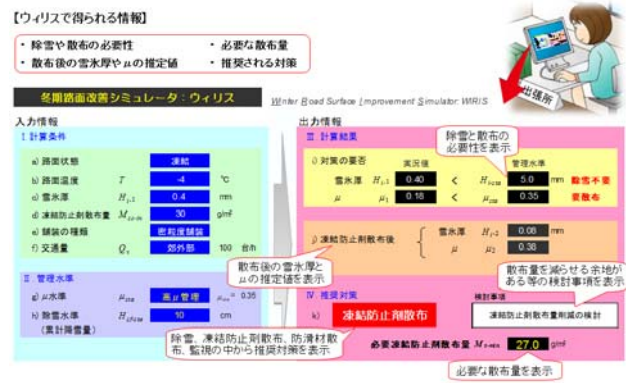 【ウィリスで得られる情報】
・ 除雪や散布の必要性 ・ 必要な散布量
・ 散布後の雪氷厚やμの推定値 ・ 推奨される対策
出張所
冬期路面改善シミュレータ:ウィリス
Winter Road Surface Improvement Simulator: WIRIS
入力情報
Ⅰ 計算条件
a) 路面状態 凍結
b) 路面温度 T -4 ℃
c) 雪氷厚 0.4 mm
d) 凍結防止剤散布量 30 g/㎡
e) 舗装の種類 密粒度舗装
f) 交通量 郊外部 100 台/h
Ⅱ 管理水準
g) μ水準 高μ管理 = 0.35
h) 除雪水準 10 cm
(累計降雪量)
出力情報
Ⅲ 計算結果
除雪と散布の
必要性を表示
i) 対策の要否 実況値 管理水準
雪氷厚 0.40 < 5.0 mm 除雪不要
μ μ1 0.18 < 0.35 要散布
j) 凍結防止剤散布後 雪氷厚 0.08 mm
μ μ2 0.38
散布後の雪氷厚と
μの推定値を表示
散布量を減らせる余地が
ある等の検討事項を表示
Ⅳ 推奨対策 検討事項
k) 凍結防止剤散布 凍結防止剤散布量削減の検討
除雪、凍結防止剤散布、防滑材散
布、監視の中から推奨対策を表示
必要凍結防止剤散布量 27.0 g/㎡
必要な散布量を表示